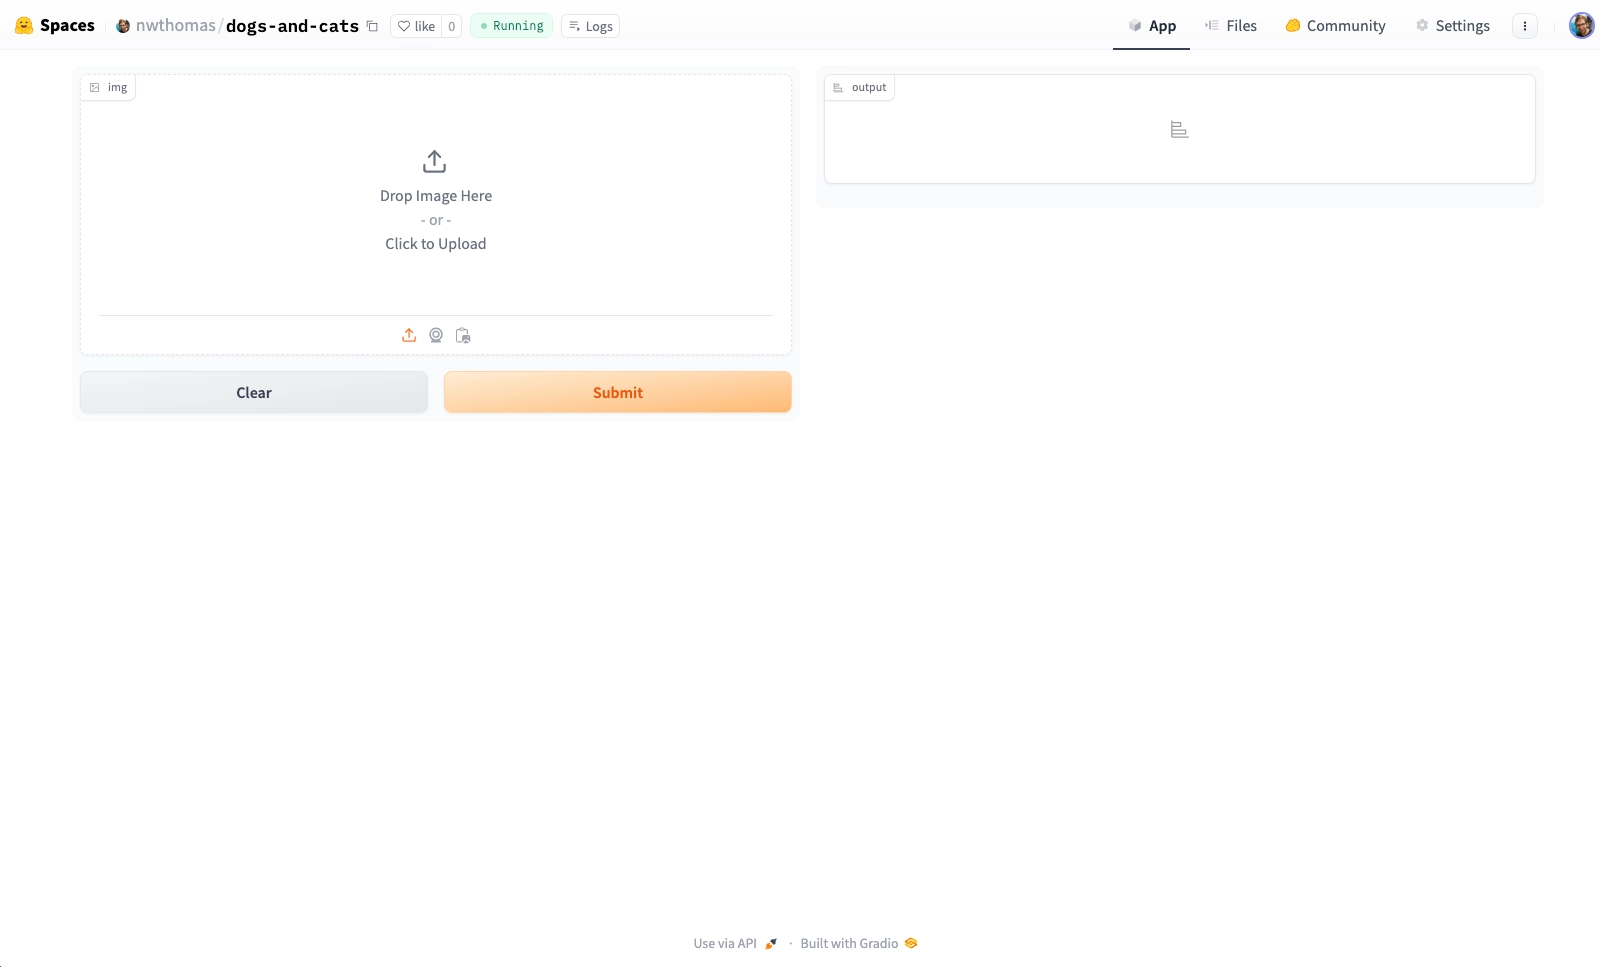 Spaces nwthomas/dogs-and-cats like 0 Running Logs App Files Community Settings
img
Drop Image Here
- or -
Click to Upload
Clear Submit
output
Use via API · Built with Gradio